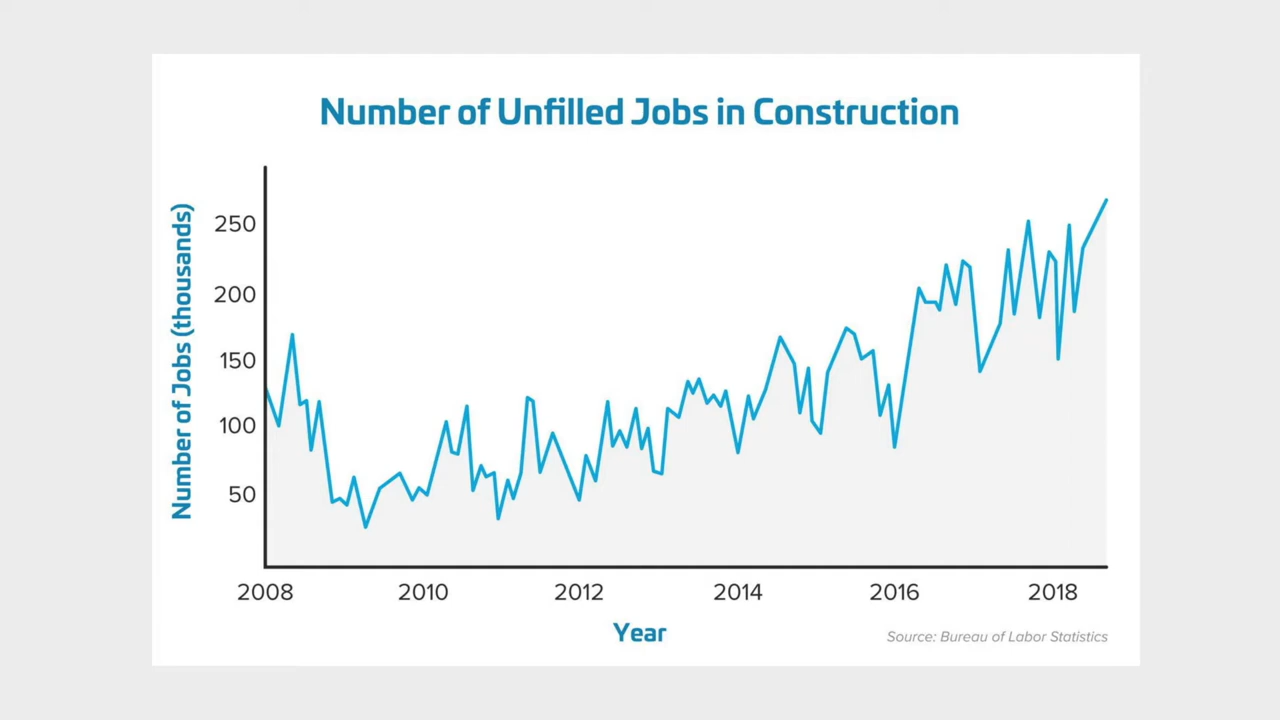 Number of Unfilled Jobs in Construction
Number of Jobs (thousands)
250
200
150
100
50
2008 2010 2012 2014 2016 2018
Year
Source: Bureau of Labor Statistics